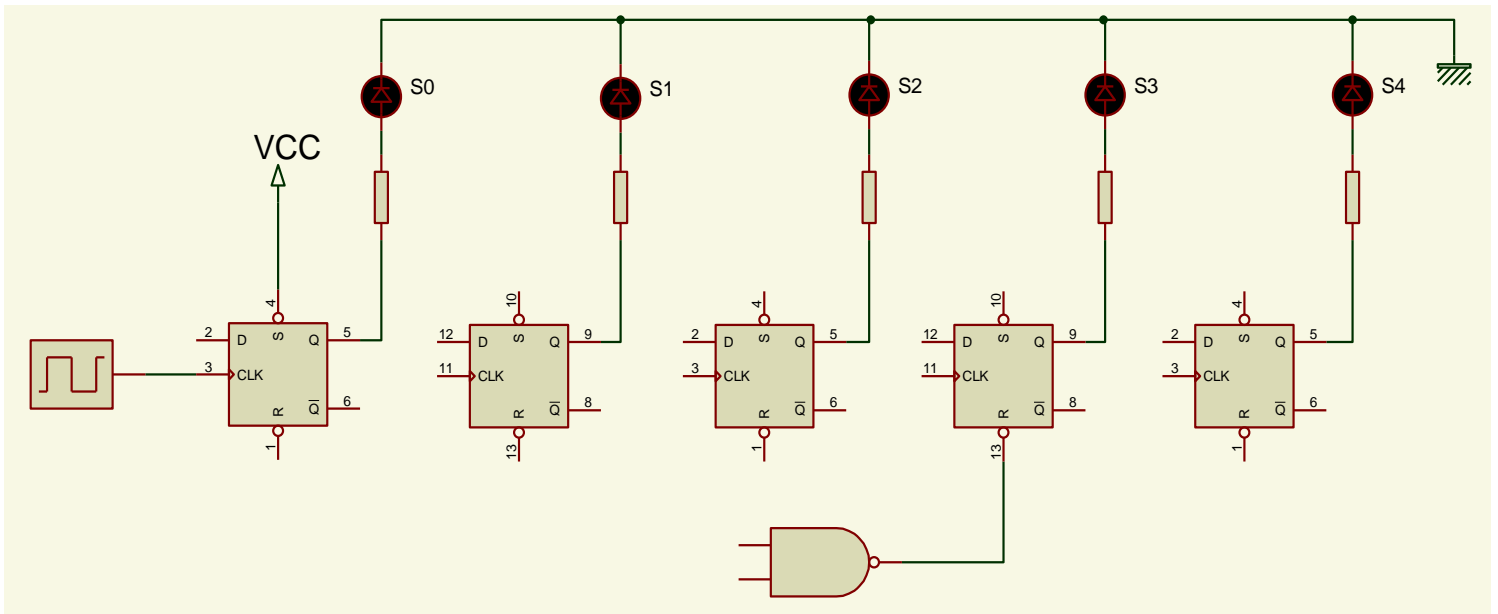 S0
S1
S2
S3
S4
VCC
4
10
4
10
4
2 D S Q 5
12 D S Q 9
2 D S Q 5
12 D S Q 9
2 D S Q 5
3 CLK
11 CLK
3 CLK
11 CLK
3 CLK
R Q̅ 6
R Q̅ 8
R Q̅ 6
R Q̅ 8
R Q̅ 6
1
13
1
13
1